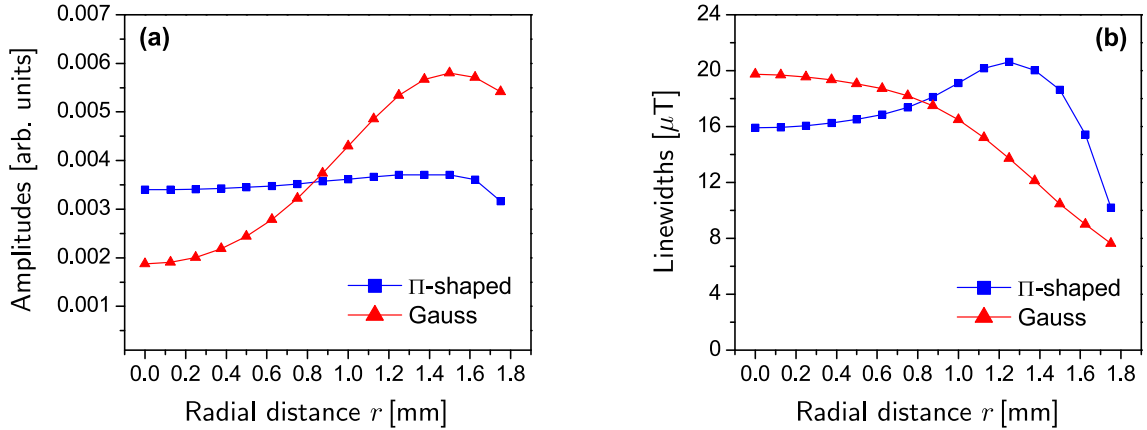 (a)
Amplitudes [arb. units]
0.007
0.006
0.005
0.004
0.003
0.002
0.001
Π-shaped
Gauss
0.0 0.2 0.4 0.6 0.8 1.0 1.2 1.4 1.6 1.8
Radial distance r [mm]
(b)
Linewidths [μT]
24
20
16
12
8
4
0
Π-shaped
Gauss
0.0 0.2 0.4 0.6 0.8 1.0 1.2 1.4 1.6 1.8
Radial distance r [mm]